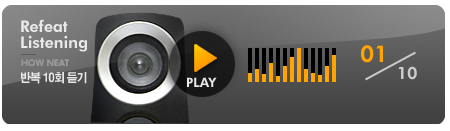 Refeat
Listening
HOW NEAT
반복 10회 듣기
PLAY
01
10